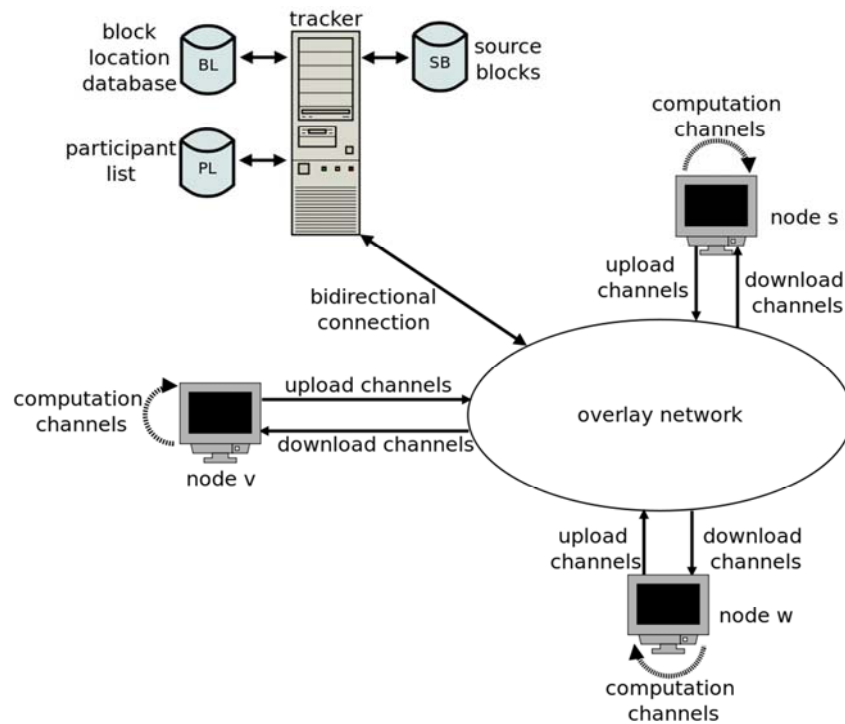 tracker
block
location
database
BL
SB
source
blocks
participant
list
PL
computation
channels
node s
upload
channels
download
channels
bidirectional
connection
computation
channels
upload channels
download channels
node v
overlay network
upload
channels
download
channels
node w
computation
channels